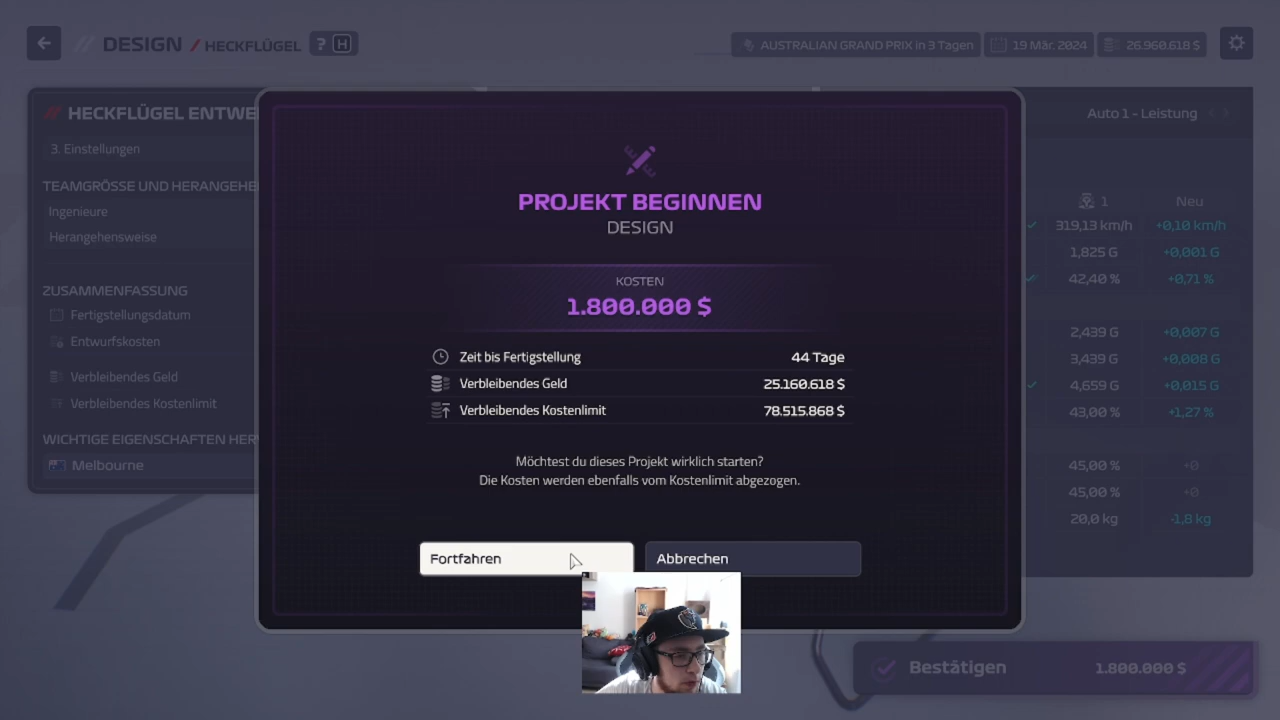 DESIGN / HECKFLÜGEL ? H
AUSTRALIAN GRAND PRIX in 3 Tagen
19 Mär. 2024
26.960.618 $
HECKFLÜGEL ENTWE
3. Einstellungen
TEAMGRÖSSE UND HERANGEHE
Ingenieure
Herangehensweise
ZUSAMMENFASSUNG
Fertigstellungsdatum
Entwurfskosten
Verbleibendes Geld
Verbleibendes Kostenlimit
WICHTIGE EIGENSCHAFTEN HER
Melbourne
PROJEKT BEGINNEN
DESIGN
KOSTEN
1.800.000 $
Zeit bis Fertigstellung 44 Tage
Verbleibendes Geld 25.160.618 $
Verbleibendes Kostenlimit 78.515.868 $
Möchtest du dieses Projekt wirklich starten?
Die Kosten werden ebenfalls vom Kostenlimit abgezogen.
Fortfahren
Abbrechen
Auto 1 - Leistung
1 Neu
319,13 km/h +0,10 km/h
1,825 G +0,001 G
42,40 % +0,71 %
2,439 G +0,007 G
3,439 G +0,008 G
4,659 G +0,015 G
43,00 % +1,27 %
45,00 % +0
45,00 % +0
20,0 kg -1,8 kg
Bestätigen 1.800.000 $